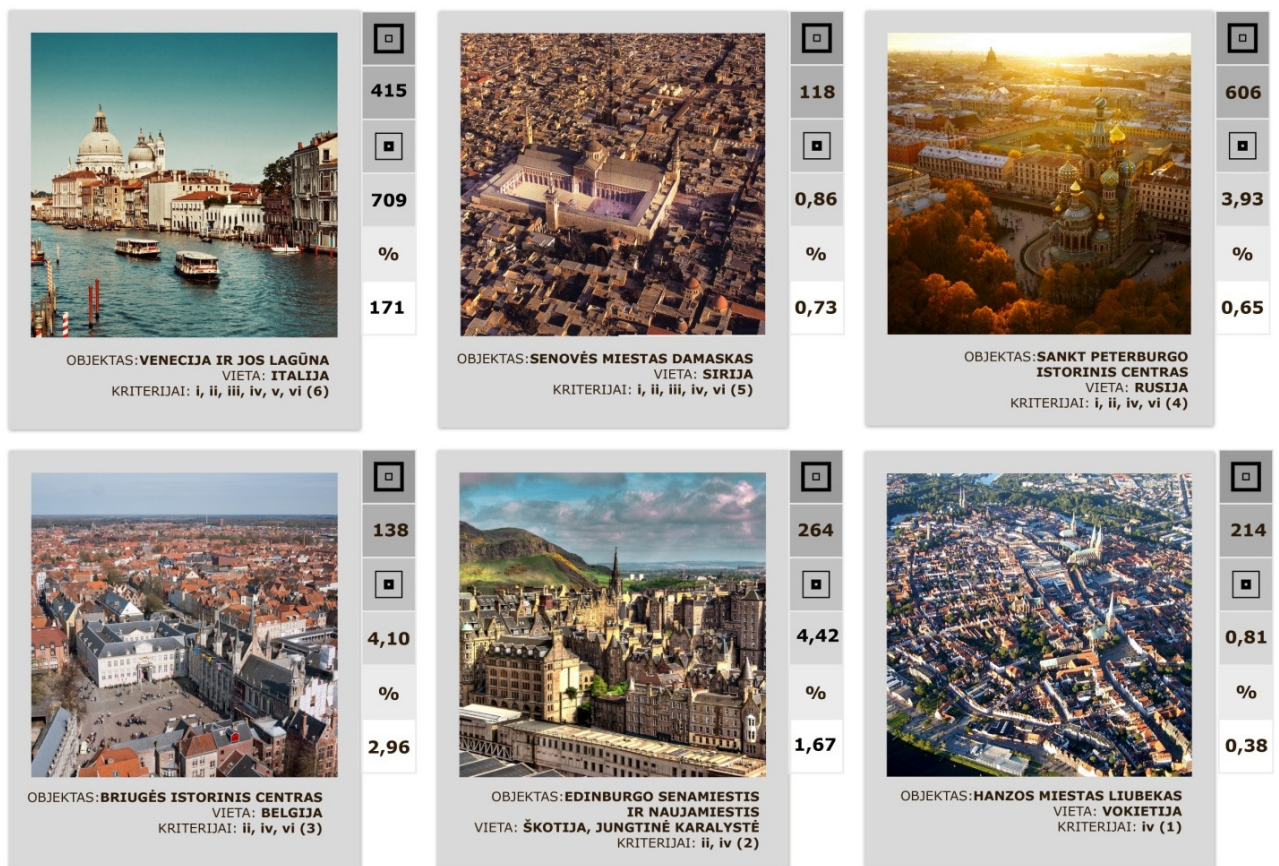 415
709
%
171
OBJEKTAS:VENECIJA IR JOS LAGŪNA
VIETA: ITALIJA
KRITERIJAI: i, ii, iii, iv, v, vi (6)
118
0,86
%
0,73
OBJEKTAS:SENOVĖS MIESTAS DAMASKAS
VIETA: SIRIJA
KRITERIJAI: i, ii, iii, iv, vi (5)
606
3,93
%
0,65
OBJEKTAS:SANKT PETERBURGO
ISTORINIS CENTRAS
VIETA: RUSIJA
KRITERIJAI: i, ii, iv, vi (4)
138
4,10
%
2,96
OBJEKTAS:BRIUGĖS ISTORINIS CENTRAS
VIETA: BELGIJA
KRITERIJAI: ii, iv, vi (3)
264
4,42
%
1,67
OBJEKTAS:EDINBURGO SENAMIESTIS
IR NAUJAMIESTIS
VIETA: ŠKOTIJA, JUNGTINĖ KARALYSTĖ
KRITERIJAI: ii, iv (2)
214
0,81
%
0,38
OBJEKTAS:HANZOS MIESTAS LIUBEKAS
VIETA: VOKIETIJA
KRITERIJAI: iv (1)